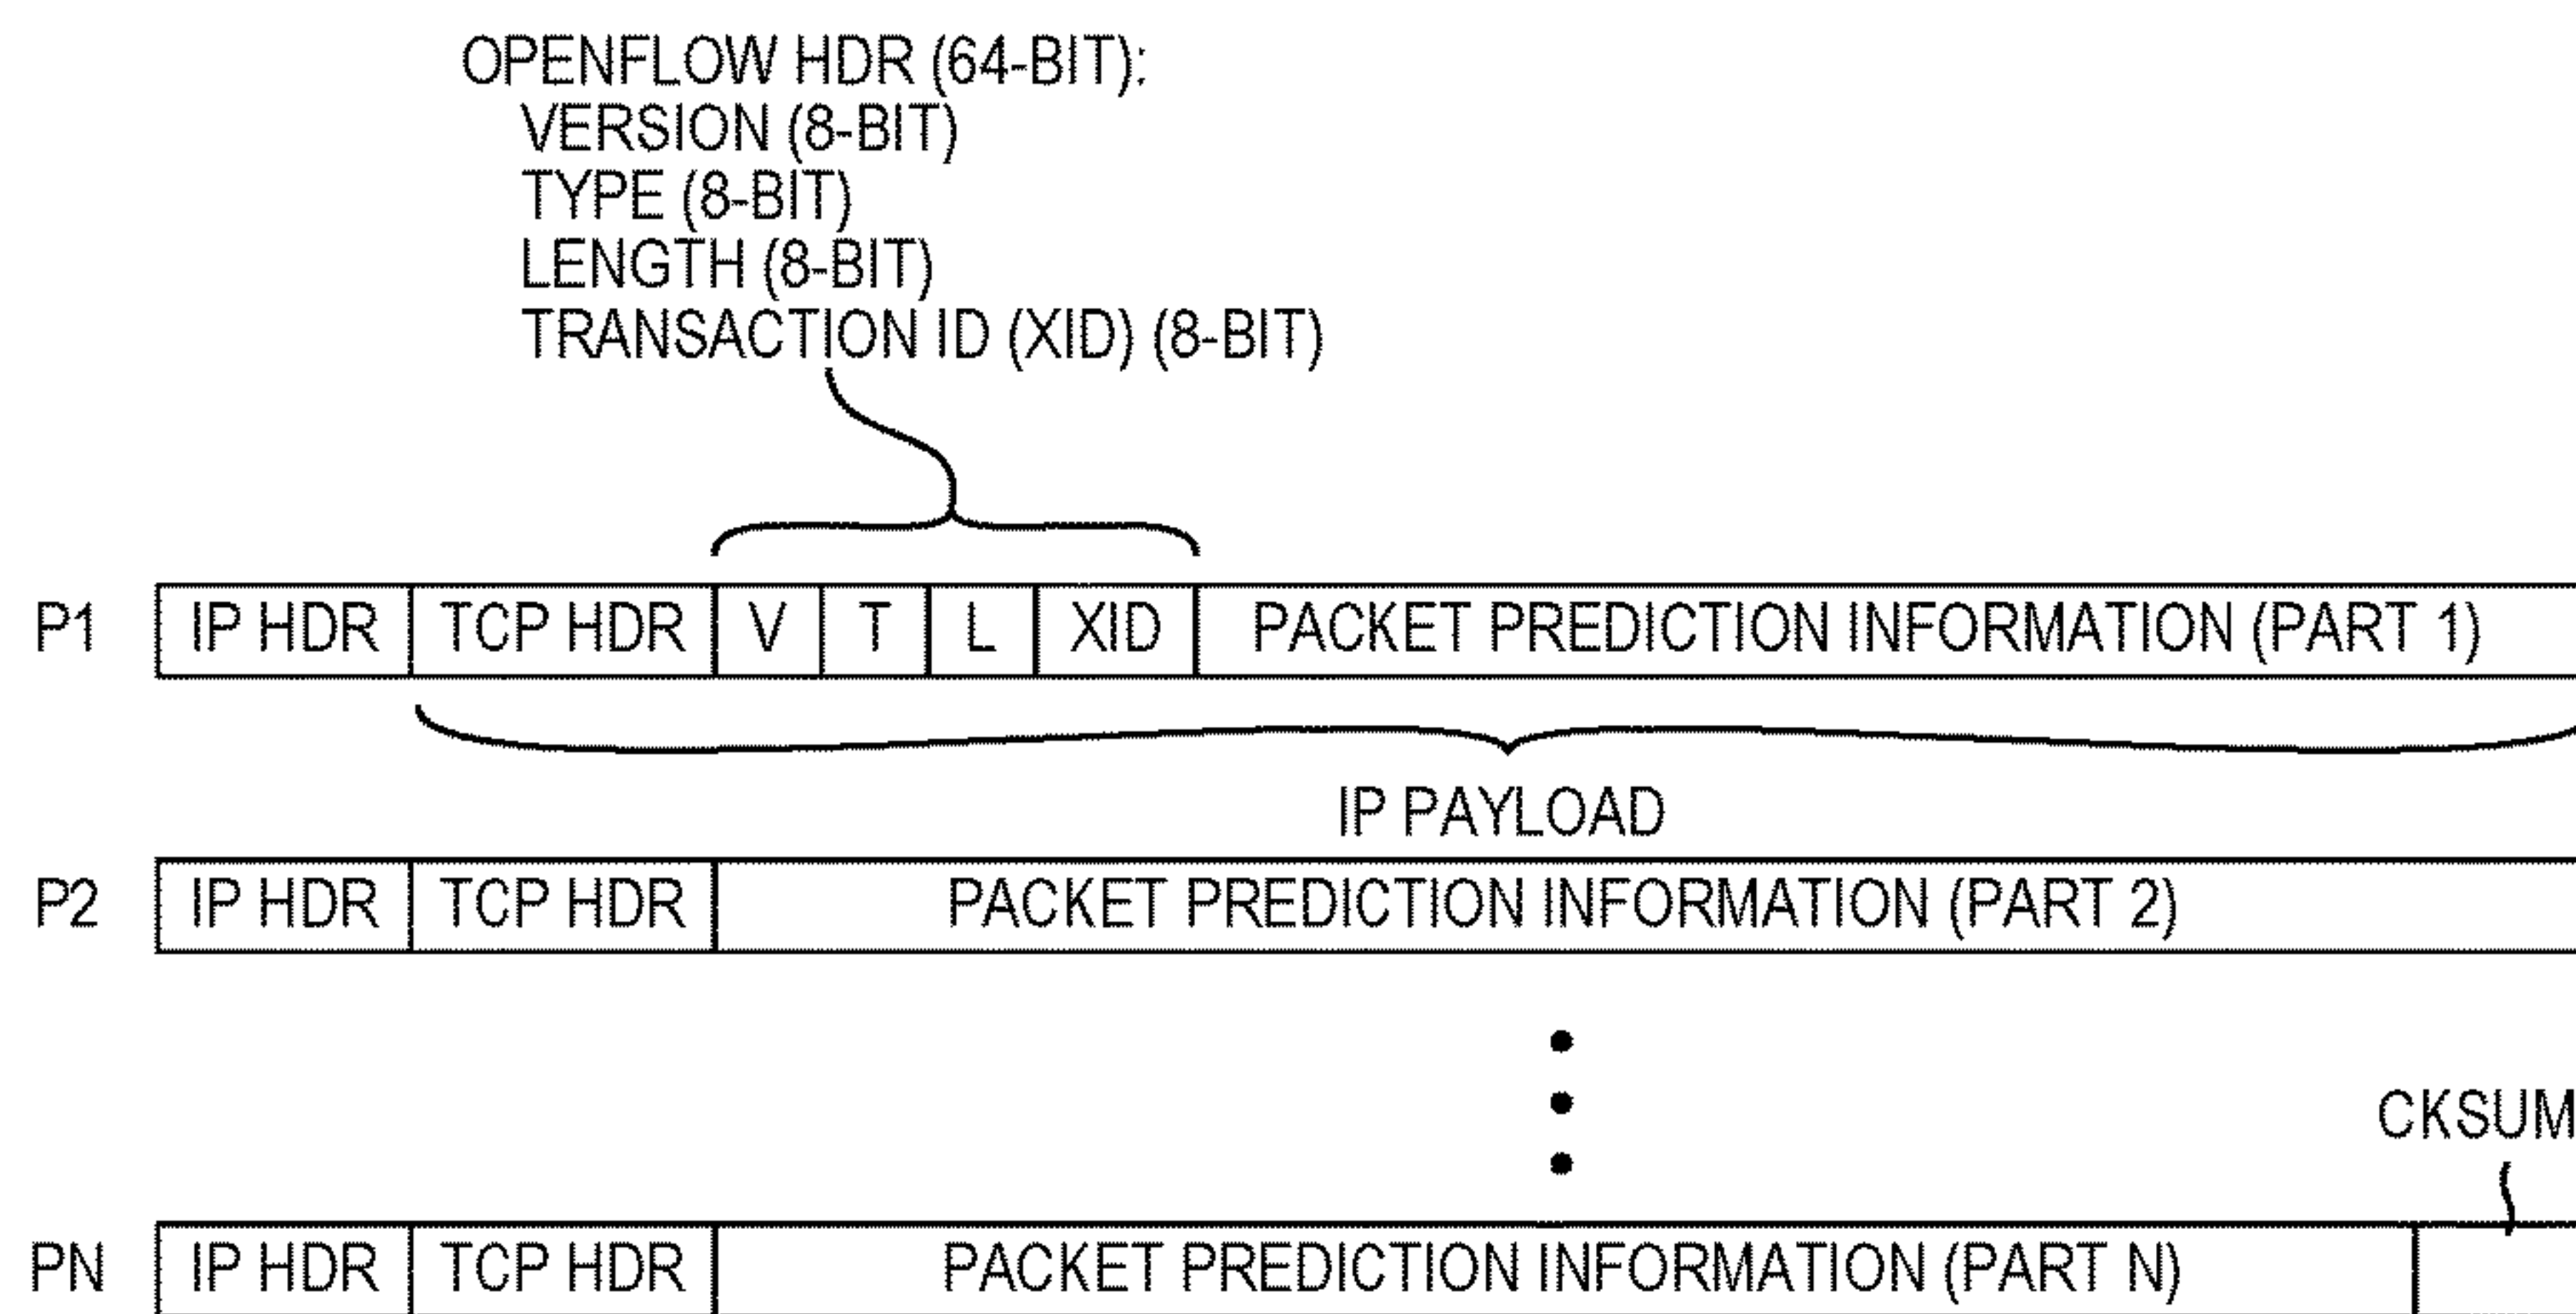 OPENFLOW HDR (64-BIT):
VERSION (8-BIT)
TYPE (8-BIT)
LENGTH (8-BIT)
TRANSACTION ID (XID) (8-BIT)
P1 IP HDR TCP HDR V T L XID PACKET PREDICTION INFORMATION (PART 1)
IP PAYLOAD
P2 IP HDR TCP HDR PACKET PREDICTION INFORMATION (PART 2)
CKSUM
PN IP HDR TCP HDR PACKET PREDICTION INFORMATION (PART N)